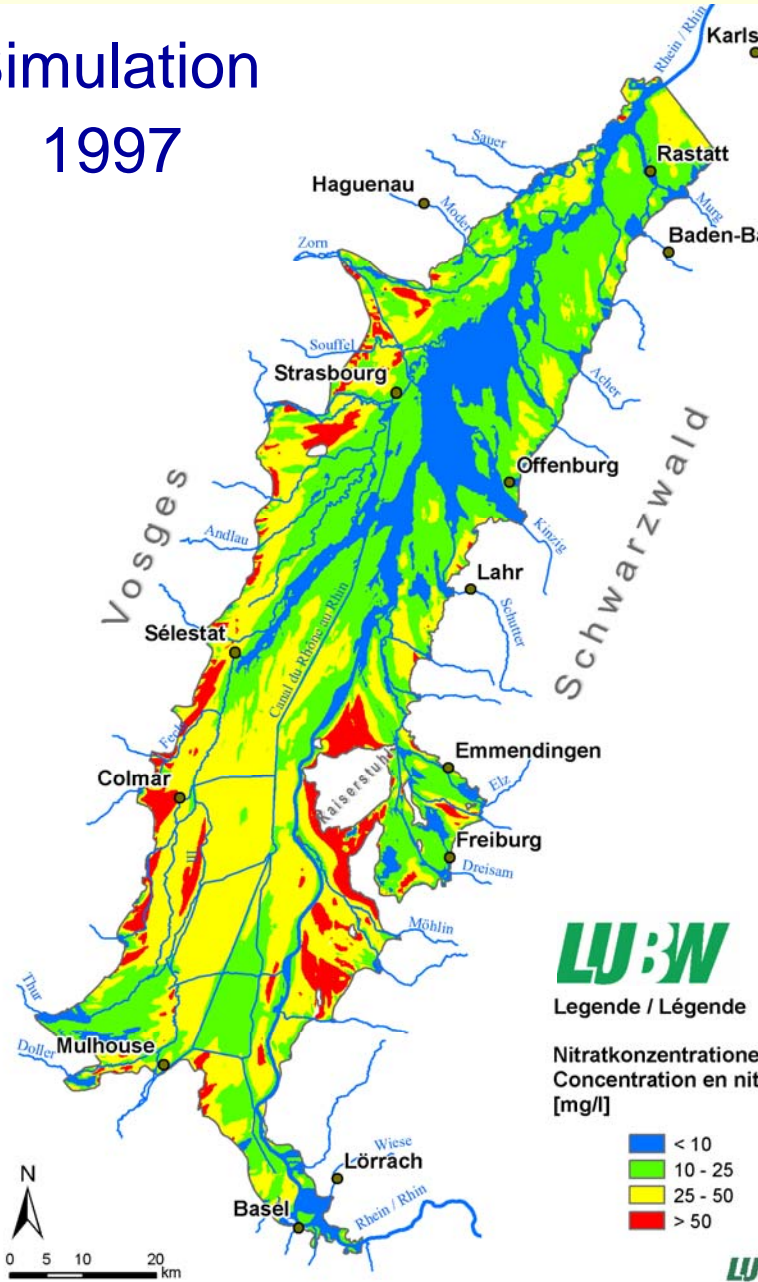 Simulation
1997
Karls
Rhein / Rhin
Sauer
Rastatt
Haguenau
Moder
Murg
Baden-Ba
Zorn
Souffel
Strasbourg
Acher
Offenburg
Vosges
Schwarzwald
Andlau
Kinzig
Lahr
Schutter
Sélestat
Canal du Rhône au Rhin
Fecht
Emmendingen
Colmar
Kaiserstuhl
Elz
Ill
Freiburg
Dreisam
Möhlin
LUBW
Legende / Légende
Thur
Doller
Mulhouse
Nitratkonzentratione
Concentration en nit
[mg/l]
< 10
10 - 25
25 - 50
> 50
Wiese
Lörrach
N
Basel
Rhein / Rhin
0 5 10 20
km
LU